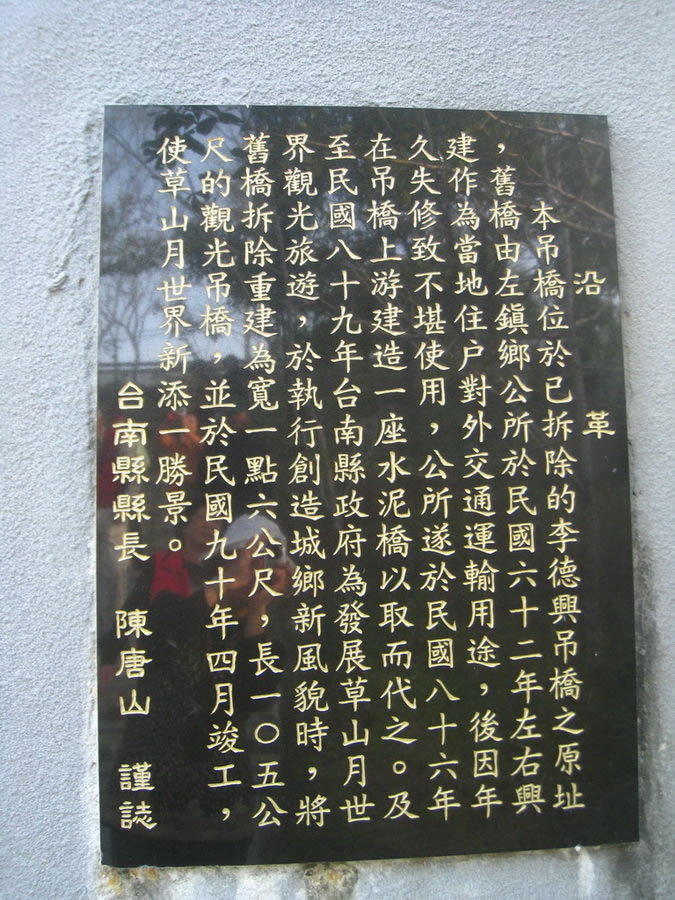 沿革
本吊橋位於已拆除的李德興吊橋之原址
，舊橋由左鎮鄉公所於民國六十二年左右興
建作為當地住戶對外交通運輸用途，後因年
久失修致不堪使用，公所遂於民國八十六年
在吊橋上游建造一座水泥橋以取而代之。及
至民國八十九年台南縣政府為發展草山月世
界觀光旅遊，於執行創造城鄉新風貌時，將
舊橋拆除重建為寬一點六公尺，長一〇五公
尺的觀光吊橋，並於民國九十年四月竣工，
使草山月世界新添一勝景。
台南縣縣長 陳唐山 謹誌